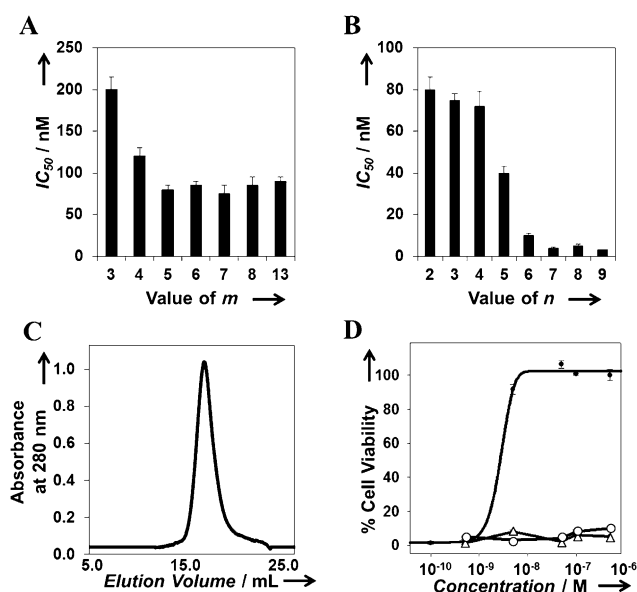 A
IC50 / nM
250
200
150
100
50
0
3 4 5 6 7 8 13
Value of m
B
IC50 / nM
100
80
60
40
20
0
2 3 4 5 6 7 8 9
Value of n
C
Absorbance
at 280 nm
1.0
0.8
0.6
0.4
0.2
0.0
5.0 15.0 25.0
Elution Volume / mL
D
% Cell Viability
100
80
60
40
20
0
10-10 10-9 10-8 10-7 10-6
Concentration / M